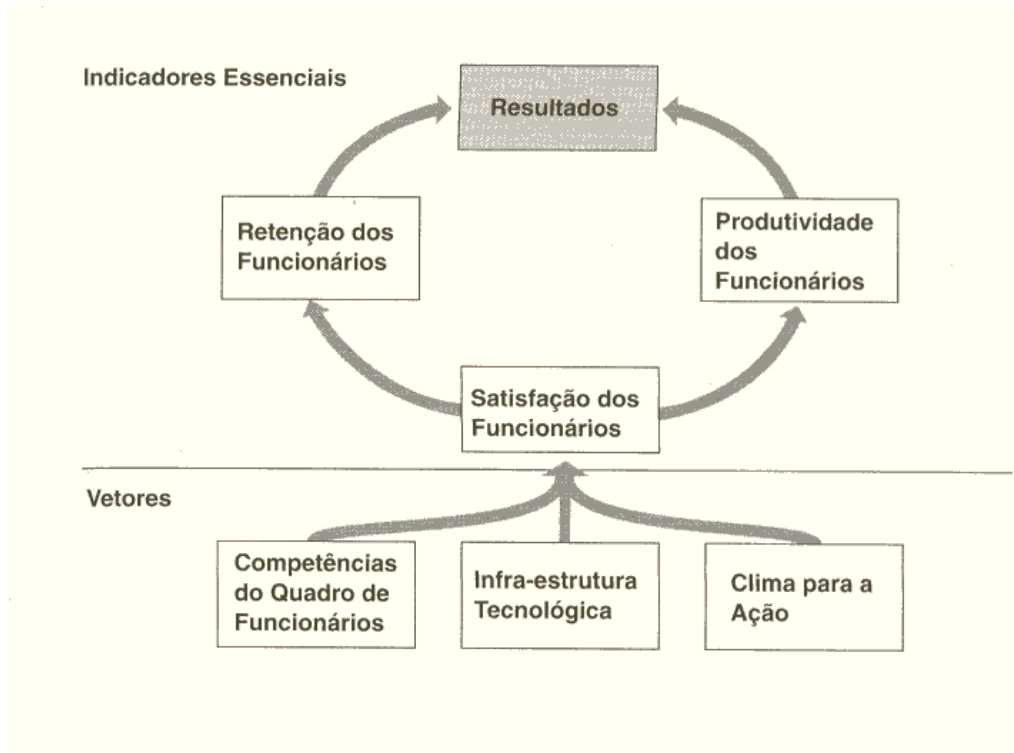 Indicadores Essenciais
Resultados
Retenção dos
Funcionários
Produtividade
dos
Funcionários
Satisfação dos
Funcionários
Vetores
Competências
do Quadro de
Funcionários
Infra-estrutura
Tecnológica
Clima para a
Ação